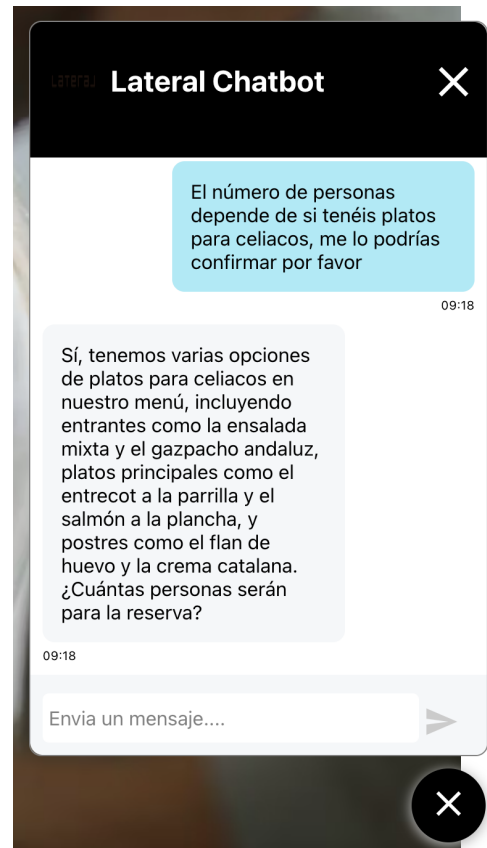 Lateral Chatbot
El número de personas
depende de si tenéis platos
para celiacos, me lo podrías
confirmar por favor
09:18
Sí, tenemos varias opciones
de platos para celiacos en
nuestro menú, incluyendo
entrantes como la ensalada
mixta y el gazpacho andaluz,
platos principales como el
entrecot a la parrilla y el
salmón a la plancha, y
postres como el flan de
huevo y la crema catalana.
¿Cuántas personas serán
para la reserva?
09:18
Envia un mensaje....